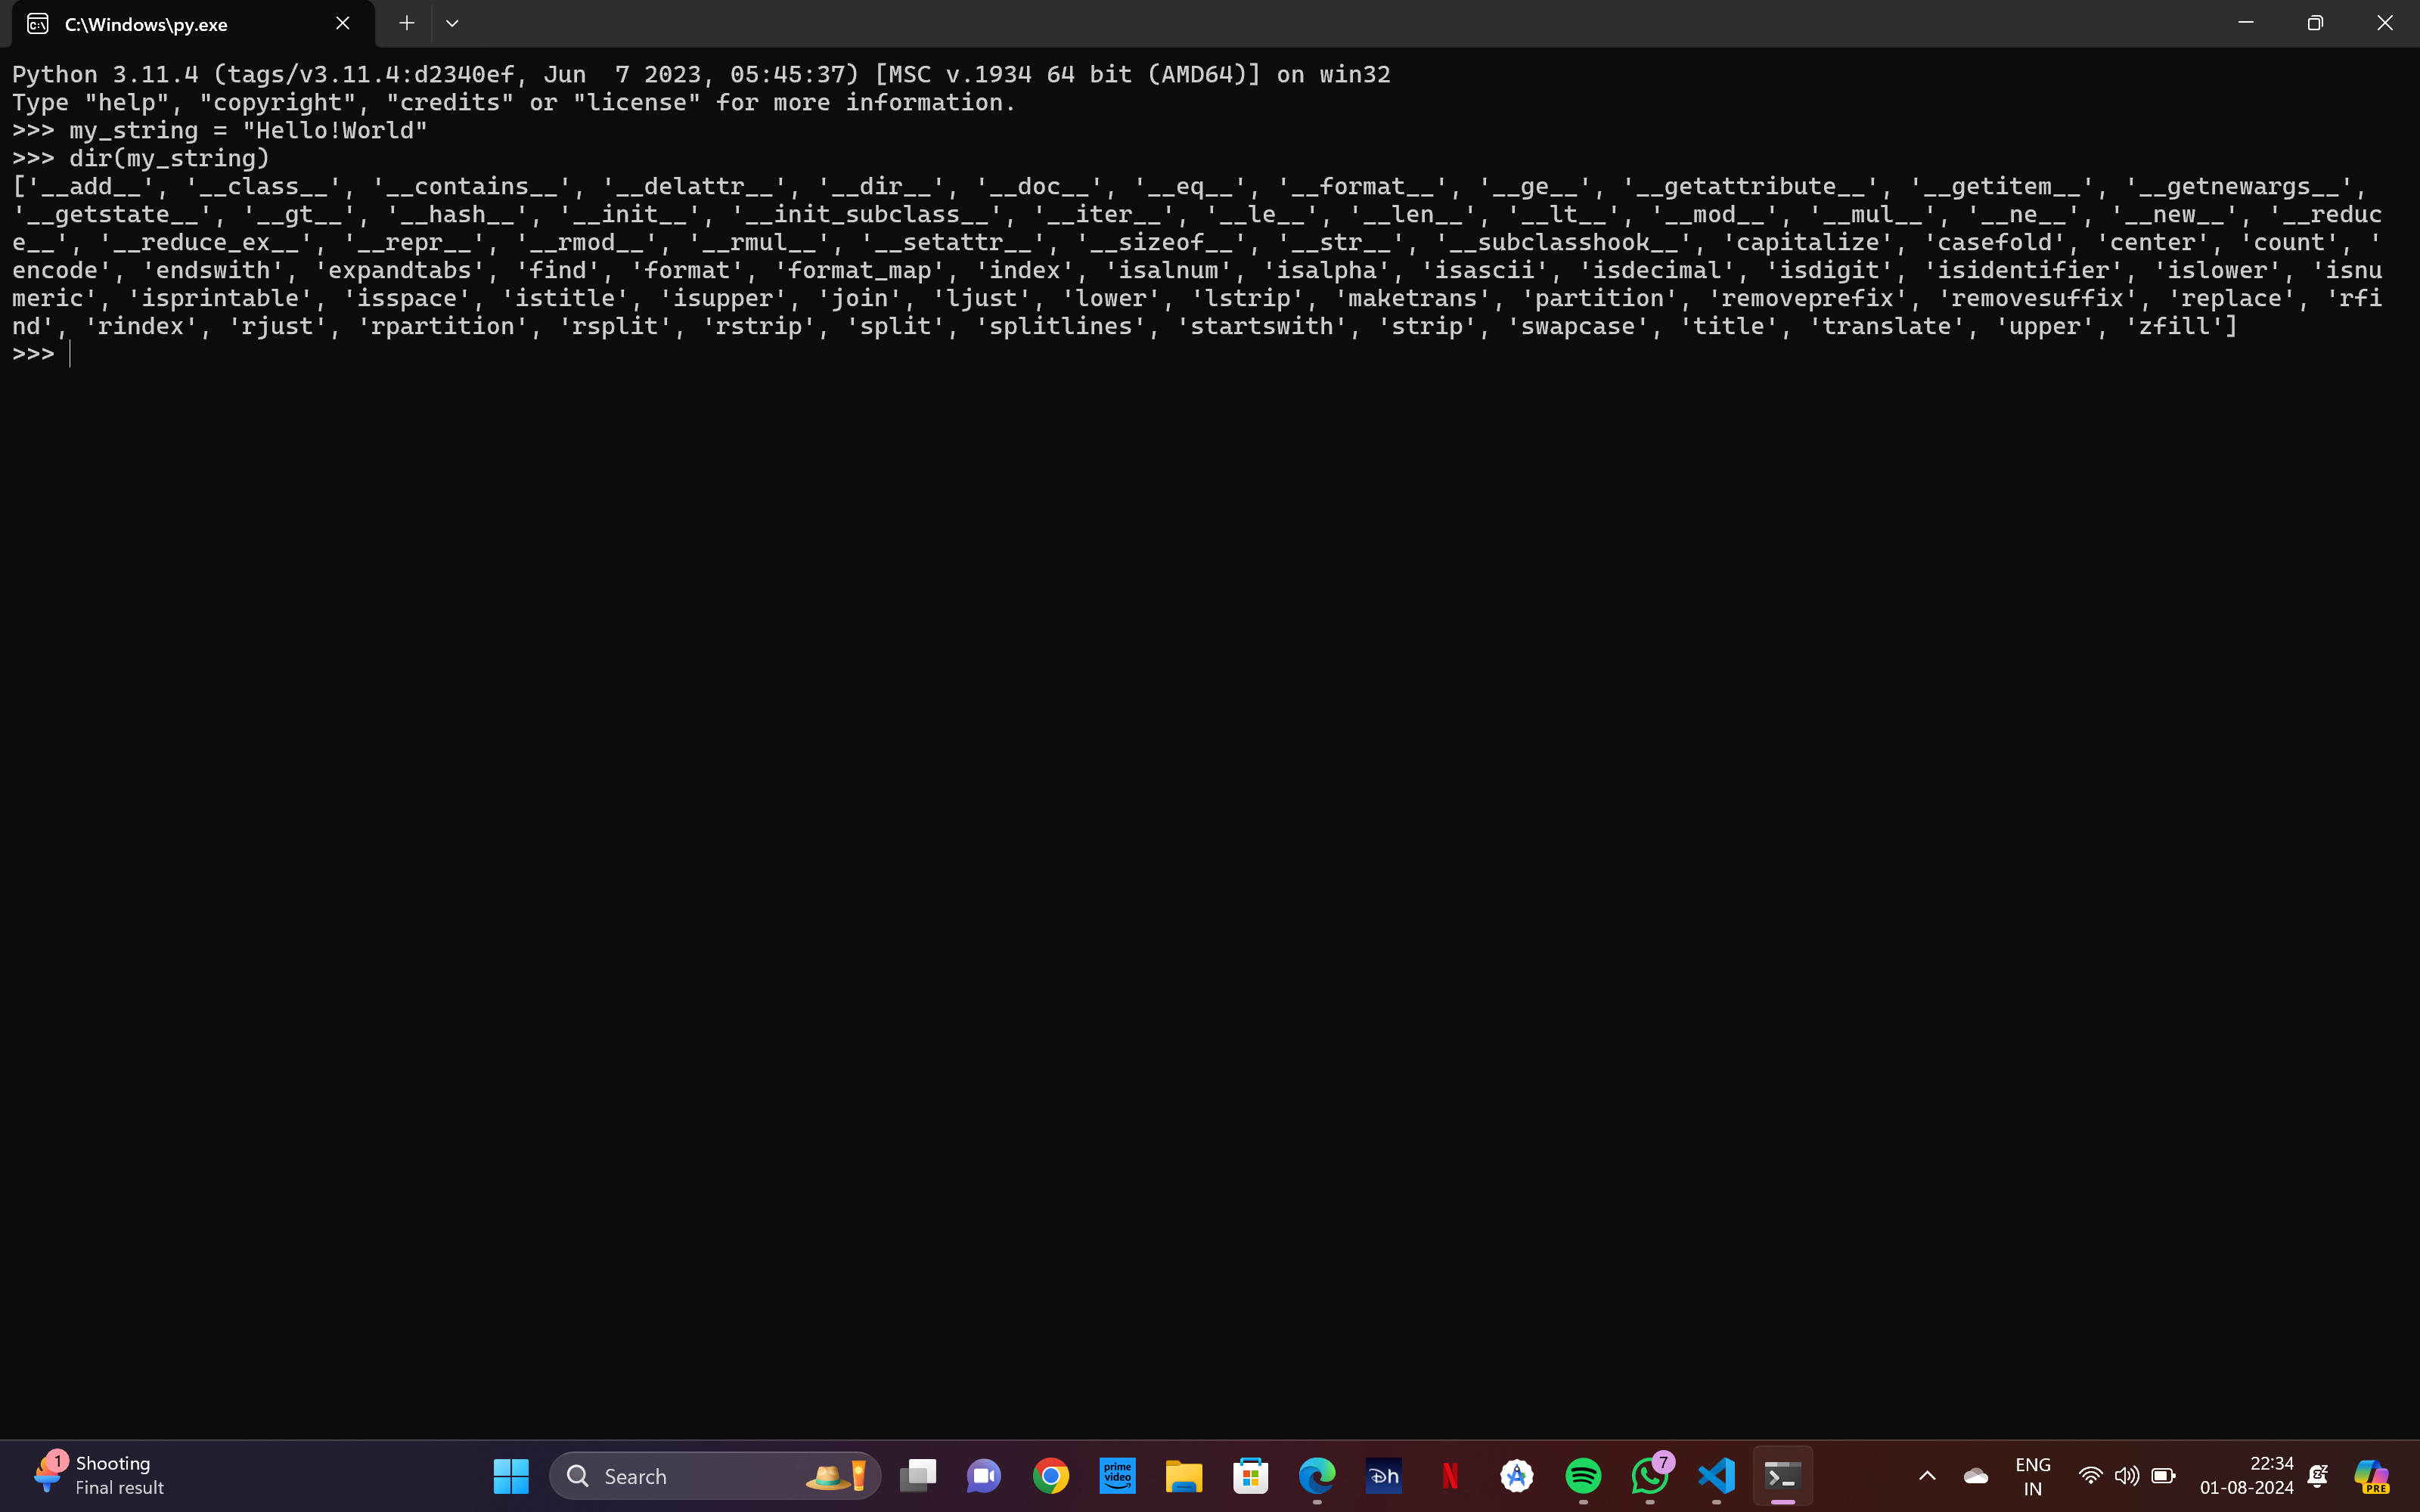 C:\Windows\py.exe
Python 3.11.4 (tags/v3.11.4:d2340ef, Jun  7 2023, 05:45:37) [MSC v.1934 64 bit (AMD64)] on win32
Type "help", "copyright", "credits" or "license" for more information.
>>> my_string = "Hello!World"
>>> dir(my_string)
['__add__', '__class__', '__contains__', '__delattr__', '__dir__', '__doc__', '__eq__', '__format__', '__ge__', '__getattribute__', '__getitem__', '__getnewargs__',
'__getstate__', '__gt__', '__hash__', '__init__', '__init_subclass__', '__iter__', '__le__', '__len__', '__lt__', '__mod__', '__mul__', '__ne__', '__new__', '__reduc
e__', '__reduce_ex__', '__repr__', '__rmod__', '__rmul__', '__setattr__', '__sizeof__', '__str__', '__subclasshook__', 'capitalize', 'casefold', 'center', 'count', '
encode', 'endswith', 'expandtabs', 'find', 'format', 'format_map', 'index', 'isalnum', 'isalpha', 'isascii', 'isdecimal', 'isdigit', 'isidentifier', 'islower', 'isnu
meric', 'isprintable', 'isspace', 'istitle', 'isupper', 'join', 'ljust', 'lower', 'lstrip', 'maketrans', 'partition', 'removeprefix', 'removesuffix', 'replace', 'rfi
nd', 'rindex', 'rjust', 'rpartition', 'rsplit', 'rstrip', 'split', 'splitlines', 'startswith', 'strip', 'swapcase', 'title', 'translate', 'upper', 'zfill']
>>>
1
Shooting
Final result
Search
prime
video
7
ENG
IN
22:34
01-08-2024
PRE